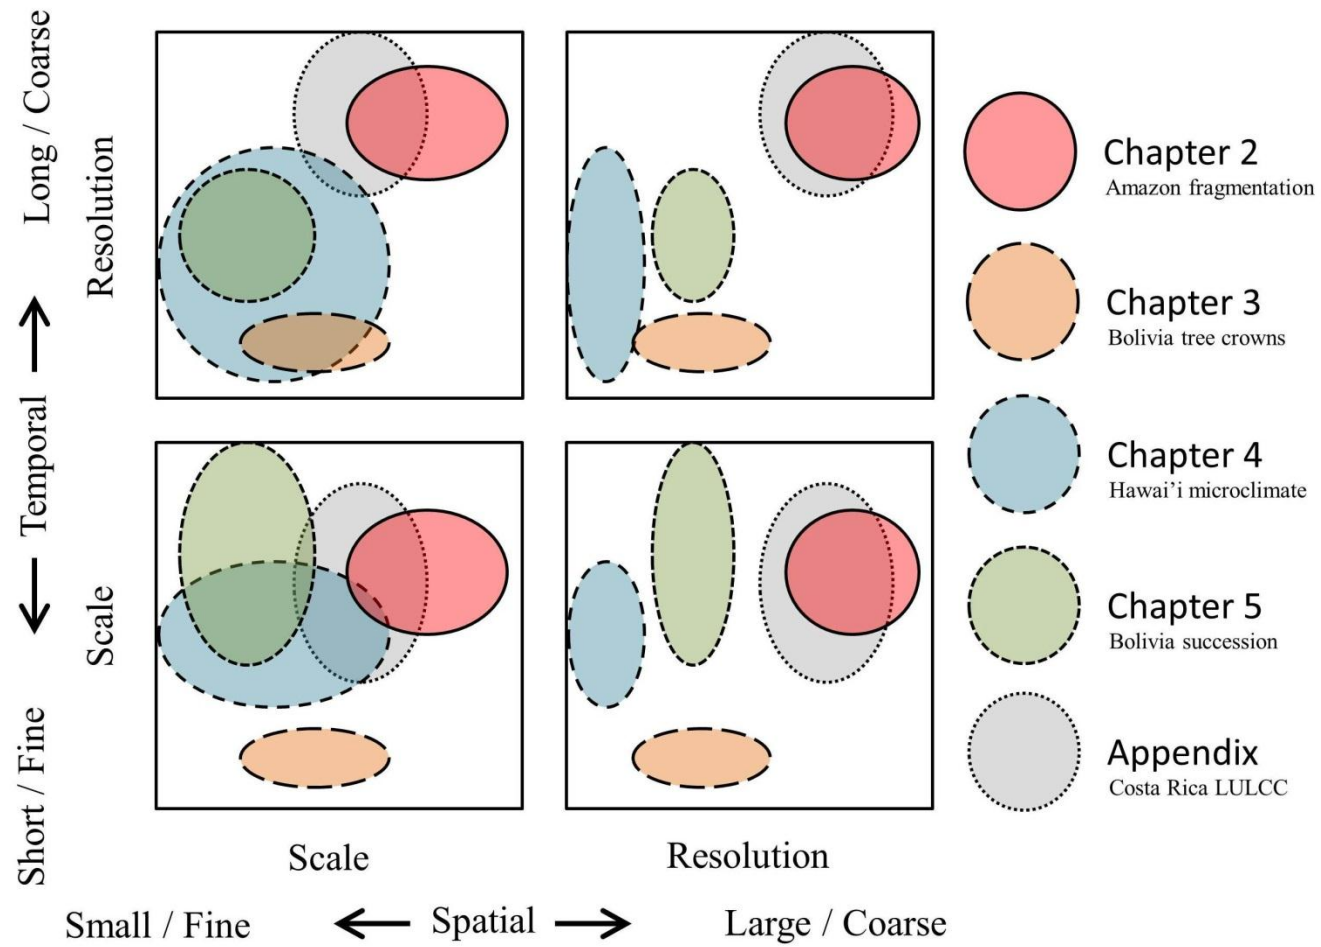 Long / Coarse
Resolution
Temporal
Scale
Short / Fine
Scale
Resolution
Small / Fine
Spatial
Large / Coarse
Chapter 2
Amazon fragmentation
Chapter 3
Bolivia tree crowns
Chapter 4
Hawai’i microclimate
Chapter 5
Bolivia succession
Appendix
Costa Rica LULCC